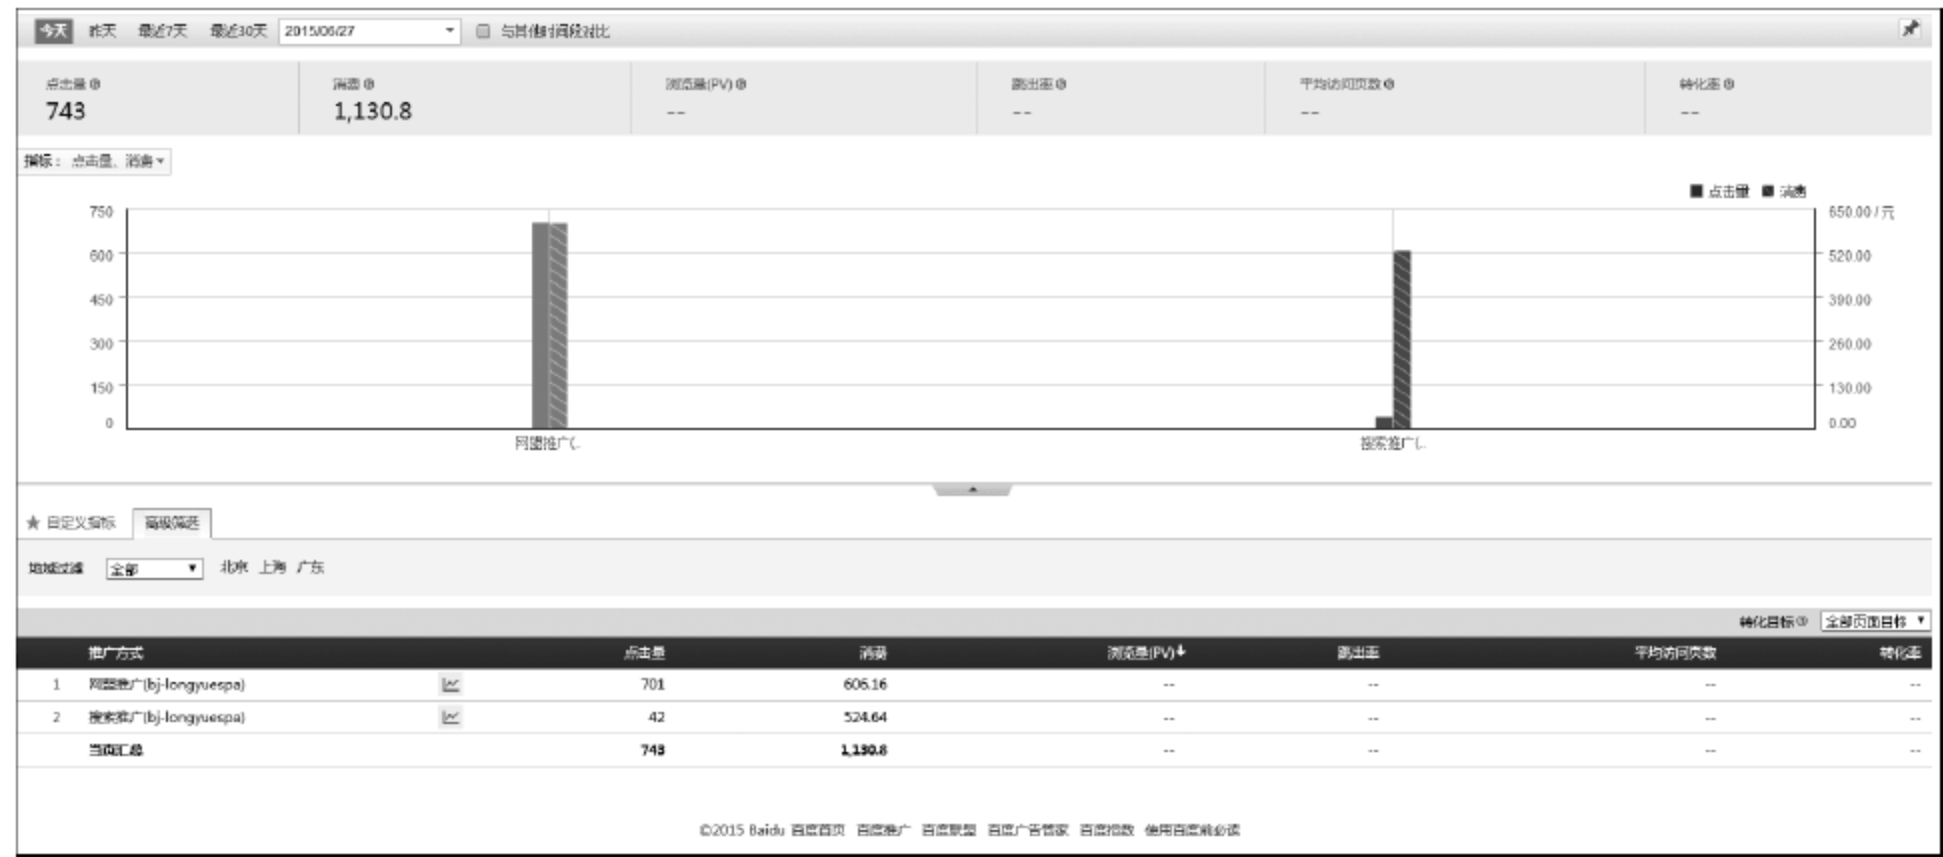 今天 昨天 最近7天 最近30天 2015/06/27 与其他时间段对比
点击量 消费 浏览量(PV) 跳出率 平均访问页数 转化率
743 1,130.8 -- -- -- --
指标： 点击量、消费
点击量 消费
750 650.00 / 元
600 520.00
450 390.00
300 260.00
150 130.00
0 0.00
网盟推广(.. 搜索推广(..
自定义指标 高级筛选
地域过滤 全部 北京 上海 广东
转化目标 全部页面目标
推广方式 点击量 消费 浏览量(PV) 跳出率 平均访问页数 转化率
1 网盟推广(bj-longyuespa) 701 606.16 -- -- -- --
2 搜索推广(bj-longyuespa) 42 524.64 -- -- -- --
当页汇总 743 1,130.8 -- -- -- --
©2015 Baidu 百度首页 百度推广 百度联盟 百度广告管家 百度指数 使用百度前必读